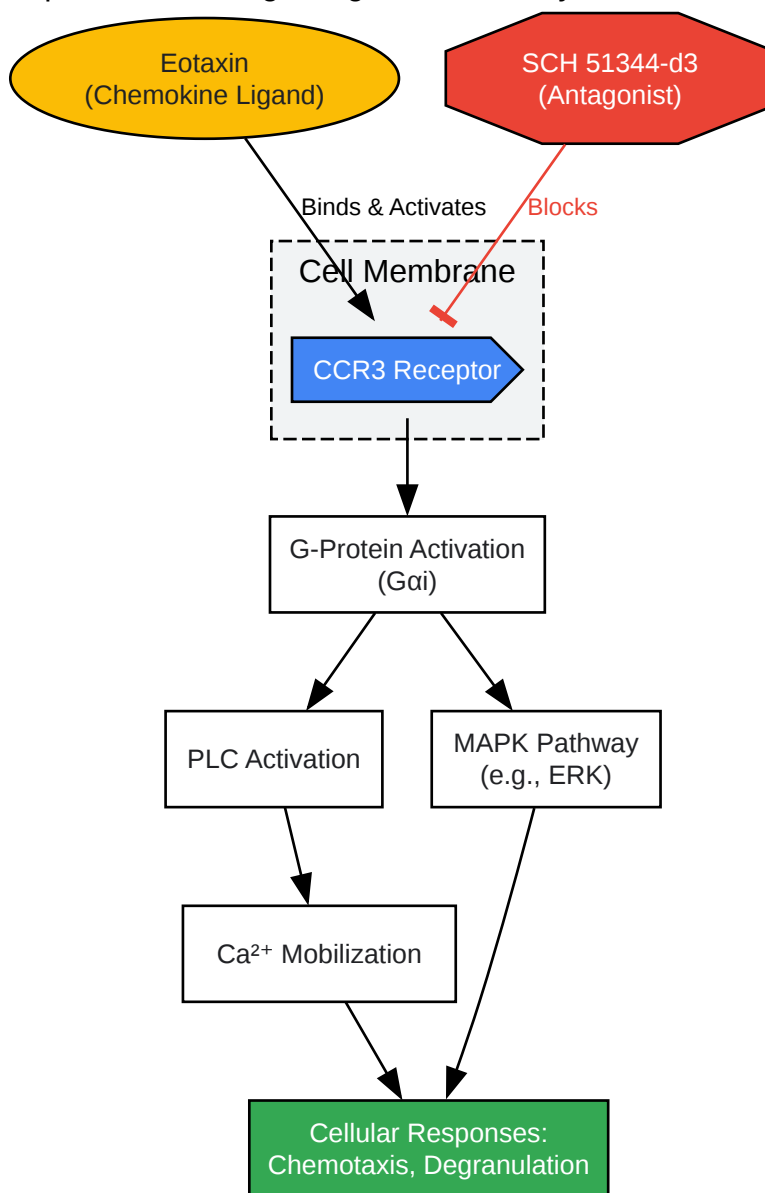 Eotaxin
(Chemokine Ligand)
SCH 51344-d3
(Antagonist)
Binds & Activates
Blocks
Cell Membrane
CCR3 Receptor
G-Protein Activation
(Gαi)
PLC Activation
MAPK Pathway
(e.g., ERK)
Ca²⁺ Mobilization
Cellular Responses:
Chemotaxis, Degranulation